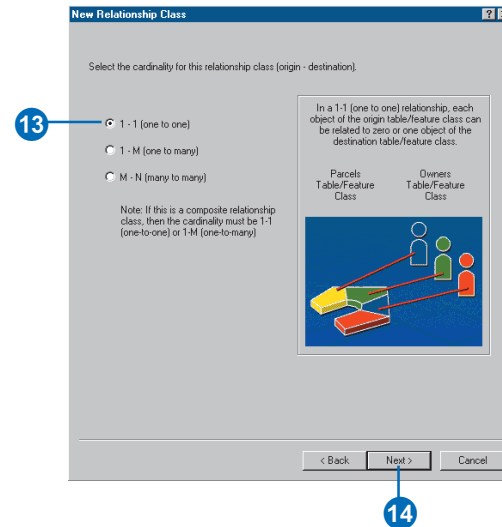 New Relationship Class
?
Select the cardinality for this relationship class (origin - destination).
13
1 - 1 (one to one)
1 - M (one to many)
M - N (many to many)
Note: If this is a composite relationship
class, then the cardinality must be 1-1
(one-to-one) or 1-M (one-to-many)
In a 1-1 (one to one) relationship, each
object of the origin table/feature class can
be related to zero or one object of the
destination table/feature class.
Parcels
Table/Feature
Class
Owners
Table/Feature
Class
< Back
Next >
Cancel
14